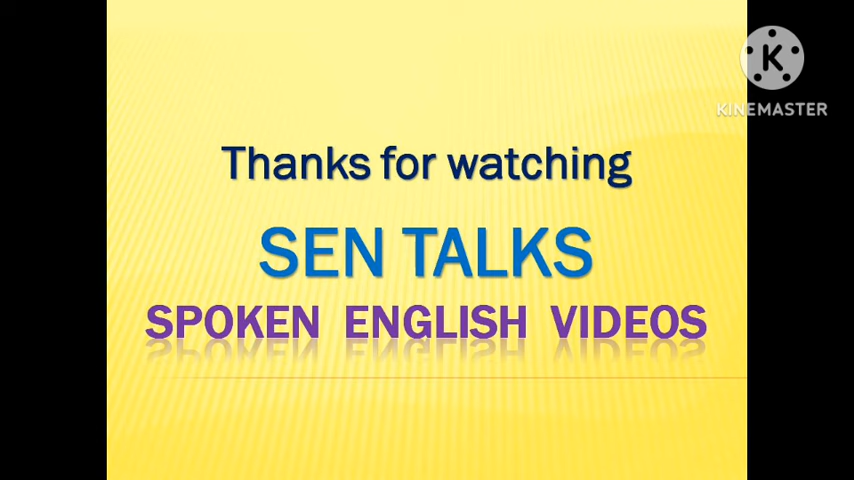 K
KINEMASTER
Thanks for watching
SEN TALKS
SPOKEN ENGLISH VIDEOS